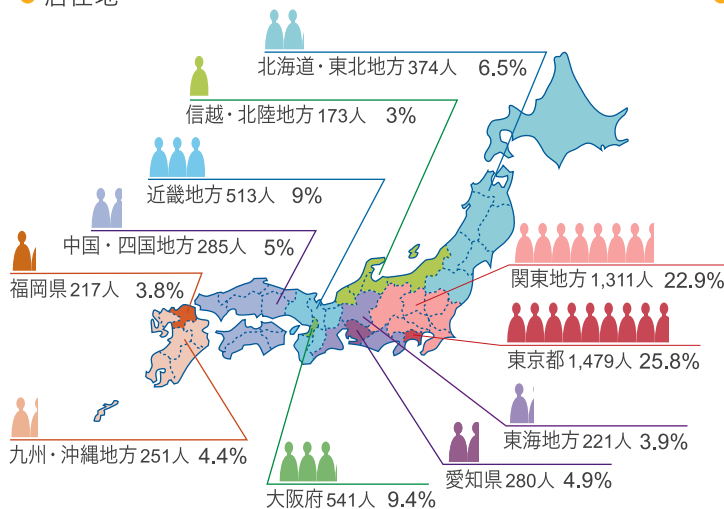 北海道・東北地方 374人 6.5%
信越・北陸地方 173人 3%
近畿地方 513人 9%
中国・四国地方 285人 5%
福岡県 217人 3.8%
関東地方 1,311人 22.9%
東京都 1,479人 25.8%
東海地方 221人 3.9%
九州・沖縄地方 251人 4.4%
愛知県 280人 4.9%
大阪府 541人 9.4%